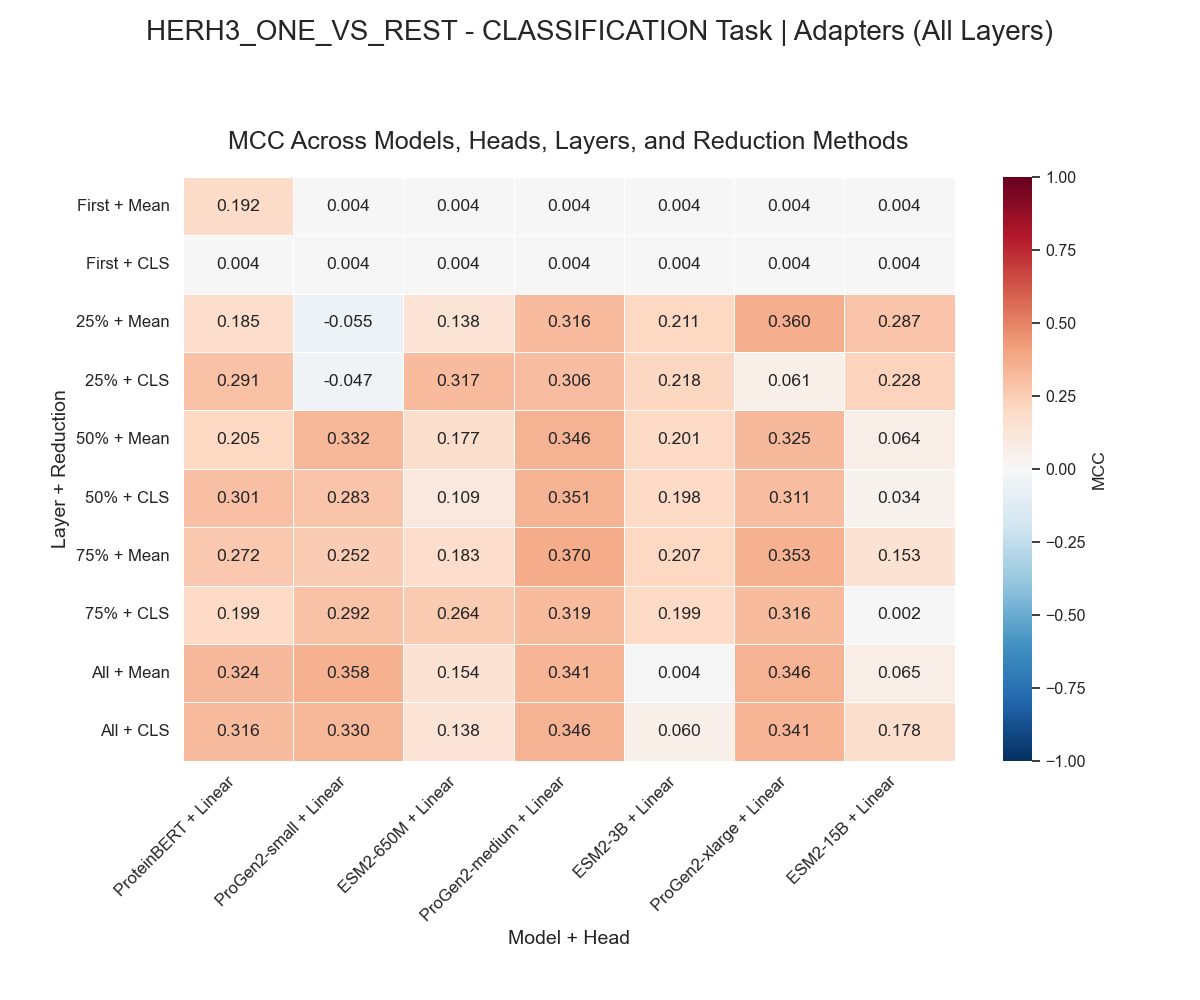 HERH3_ONE_VS_REST - CLASSIFICATION Task | Adapters (All Layers)
MCC Across Models, Heads, Layers, and Reduction Methods
Layer + Reduction
First + Mean 0.192 0.004 0.004 0.004 0.004 0.004 0.004
First + CLS 0.004 0.004 0.004 0.004 0.004 0.004 0.004
25% + Mean 0.185 -0.055 0.138 0.316 0.211 0.360 0.287
25% + CLS 0.291 -0.047 0.317 0.306 0.218 0.061 0.228
50% + Mean 0.205 0.332 0.177 0.346 0.201 0.325 0.064
50% + CLS 0.301 0.283 0.109 0.351 0.198 0.311 0.034
75% + Mean 0.272 0.252 0.183 0.370 0.207 0.353 0.153
75% + CLS 0.199 0.292 0.264 0.319 0.199 0.316 0.002
All + Mean 0.324 0.358 0.154 0.341 0.004 0.346 0.065
All + CLS 0.316 0.330 0.138 0.346 0.060 0.341 0.178
ProteinBERT + Linear
ProGen2-small + Linear
ESM2-650M + Linear
ProGen2-medium + Linear
ESM2-3B + Linear
ProGen2-xlarge + Linear
ESM2-15B + Linear
Model + Head
1.00
0.75
0.50
0.25
0.00
−0.25
−0.50
−0.75
−1.00
MCC